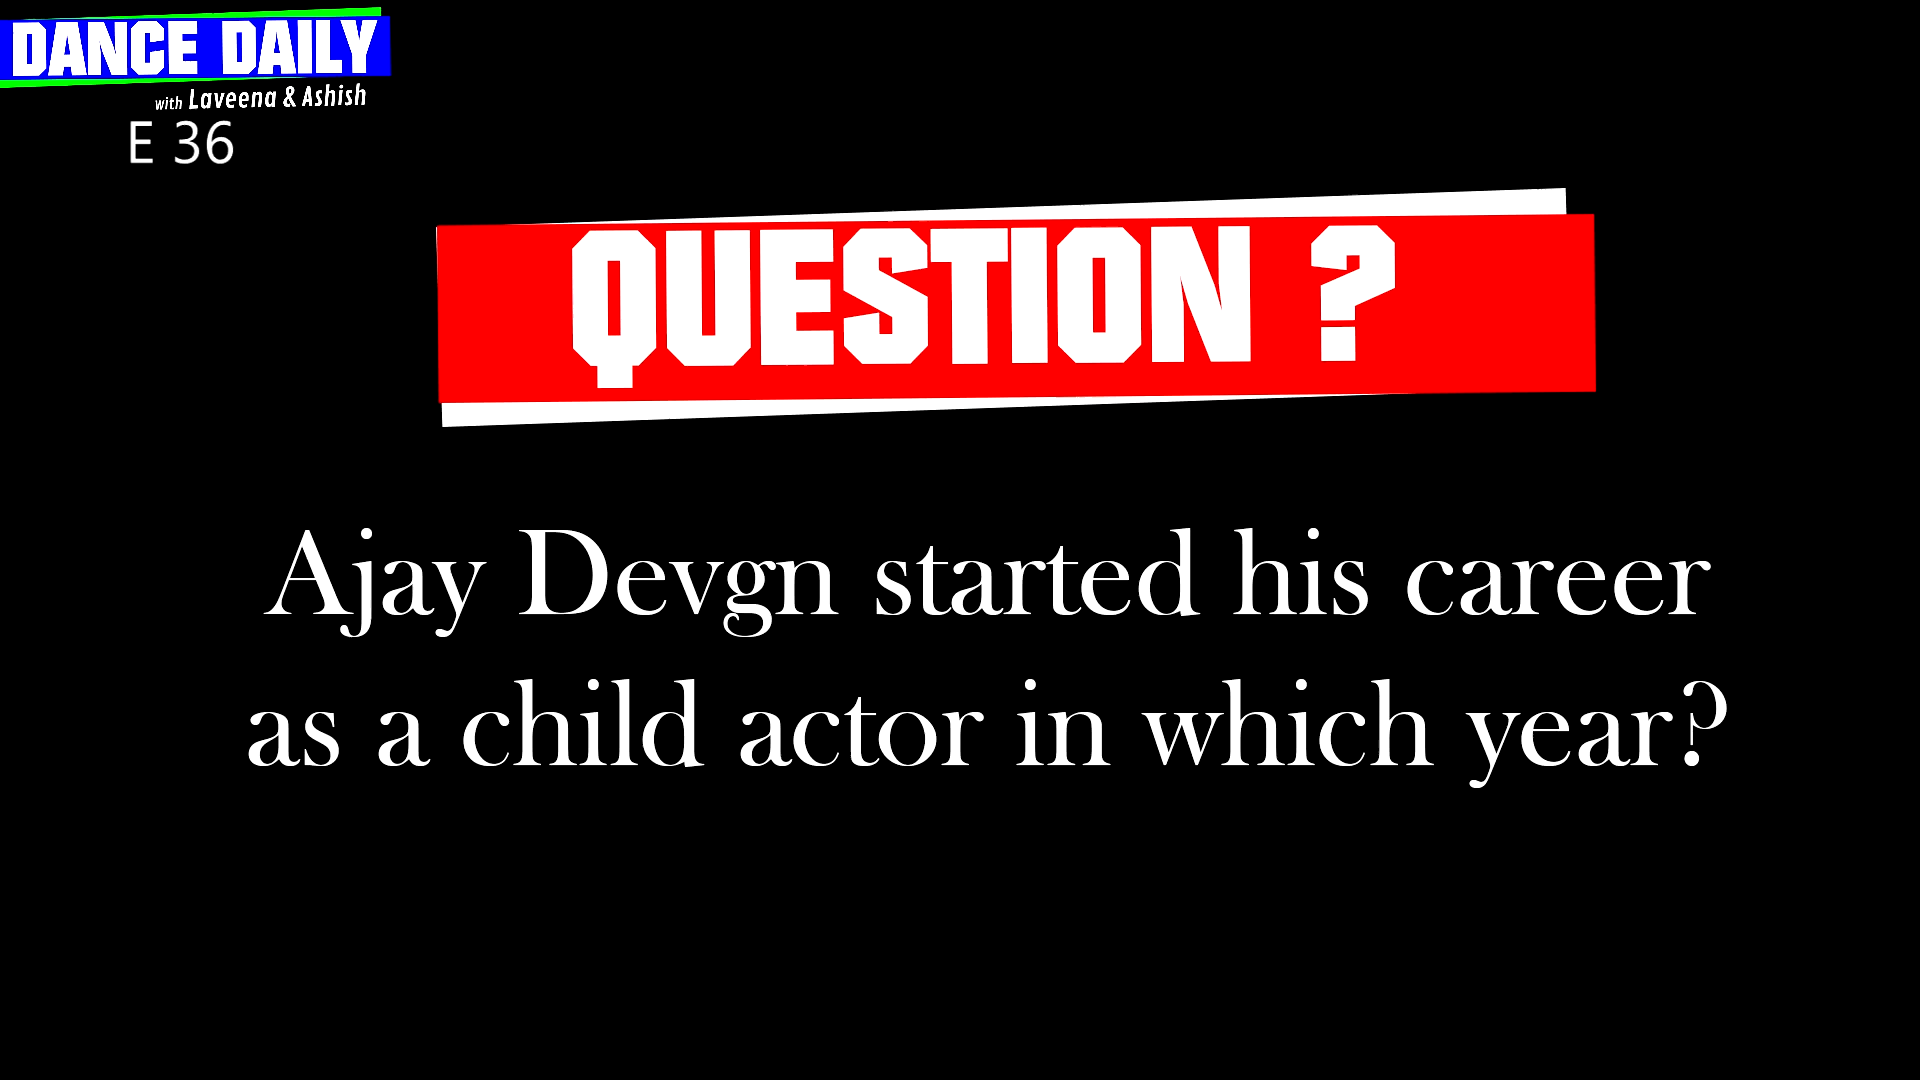 DANCE DAILY
with Laveena & Ashish
E 36
QUESTION ?
Ajay Devgn started his career
as a child actor in which year?